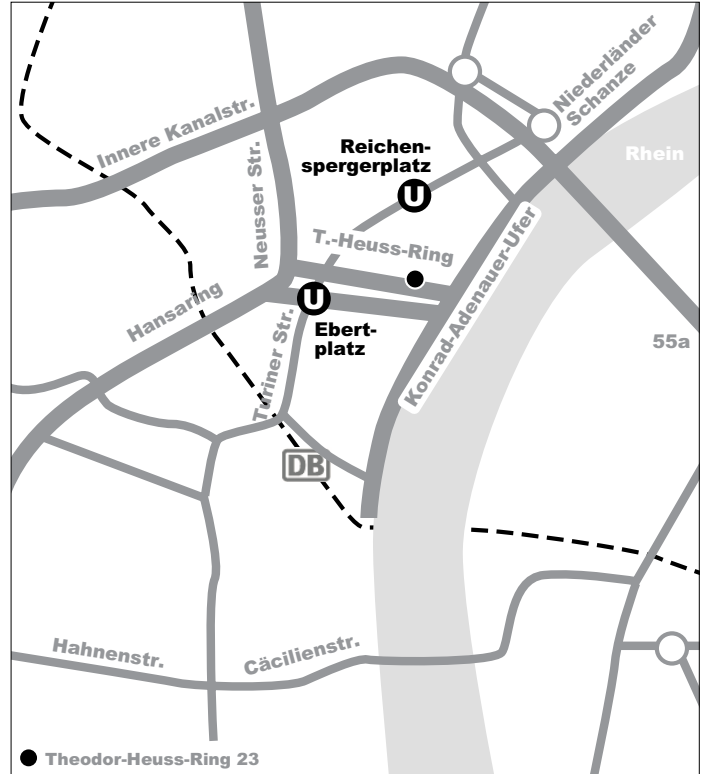 Niederländer
Schanze
Innere Kanalstr.
Reichen-
spergerplatz
Rhein
U
Neusser Str.
T.-Heuss-Ring
Hansaring
U
Ebert-
platz
Turiner Str.
Konrad-Adenauer-Ufer
55a
DB
Hahnenstr.
Cäcilienstr.
Theodor-Heuss-Ring 23